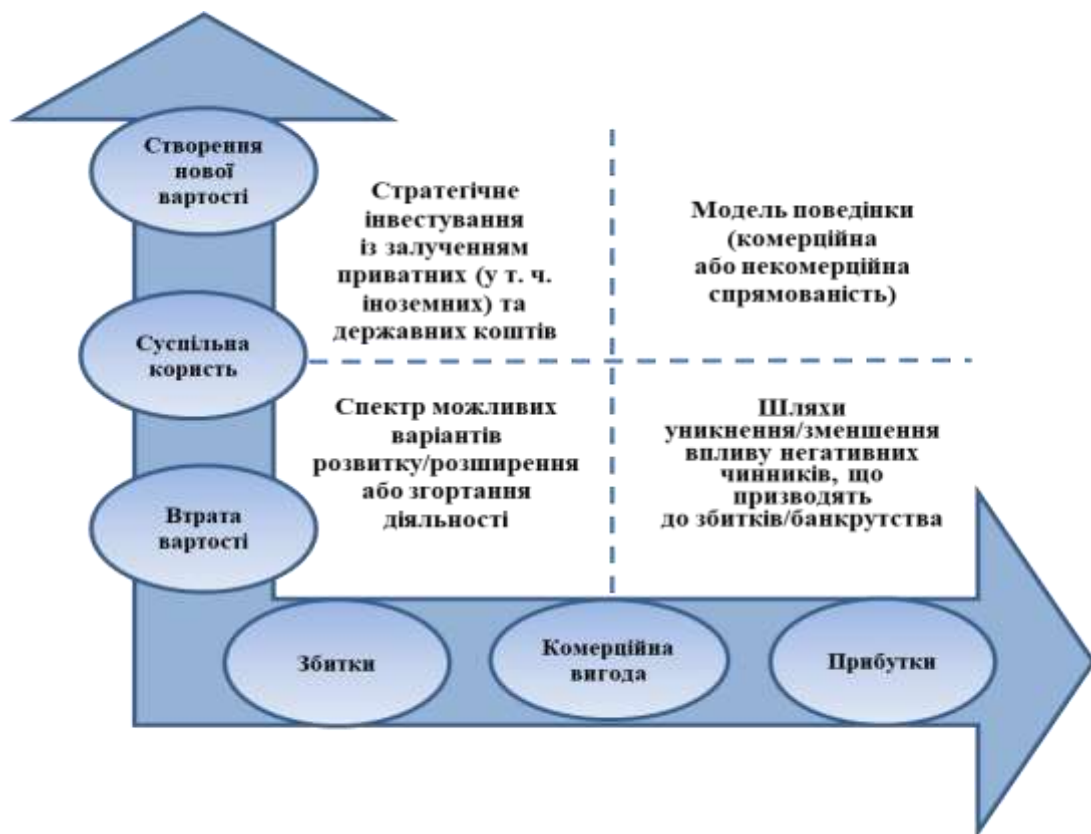 Створення
нової
вартості
Стратегічне
інвестування
із залученням
приватних (у т. ч.
іноземних) та
державних коштів
Модель поведінки
(комерційна
або некомерційна
спрямованість)
Суспільна
користь
Спектр можливих
варіантів
розвитку/розширення
або згортання
діяльності
Шляхи
уникнення/зменшення
впливу негативних
чинників, що
призводять
до збитків/банкрутства
Втрата
вартості
Збитки
Комерційна
вигода
Прибутки